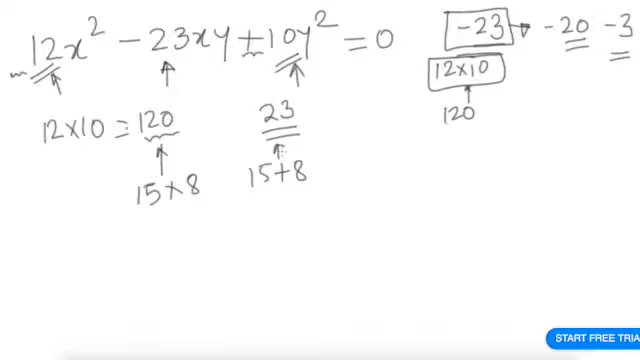 12x² - 23xy + 10y² = 0
-23 → -20 -3
12×10
120
12×10 = 120 23
15×8 15+8
START FREE TRIA